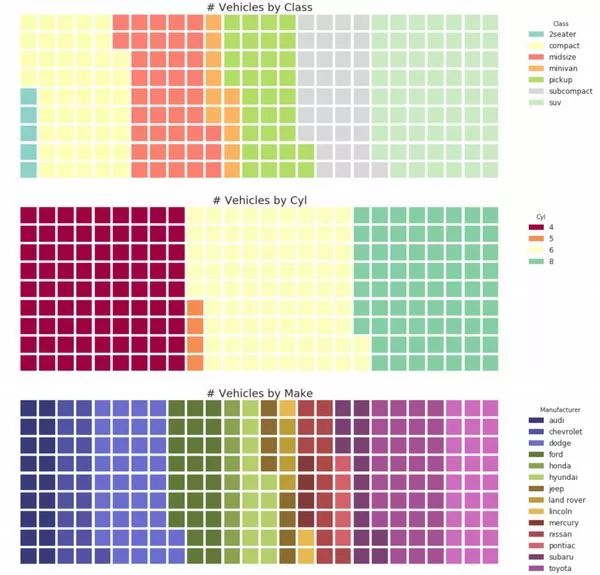 # Vehicles by Class
Class
2seater
compact
midsize
minivan
pickup
subcompact
suv
# Vehicles by Cyl
Cyl
4
5
6
8
# Vehicles by Make
Manufacturer
audi
chevrolet
dodge
ford
honda
hyundai
jeep
land rover
lincoln
mercury
nissan
pontiac
subaru
toyota